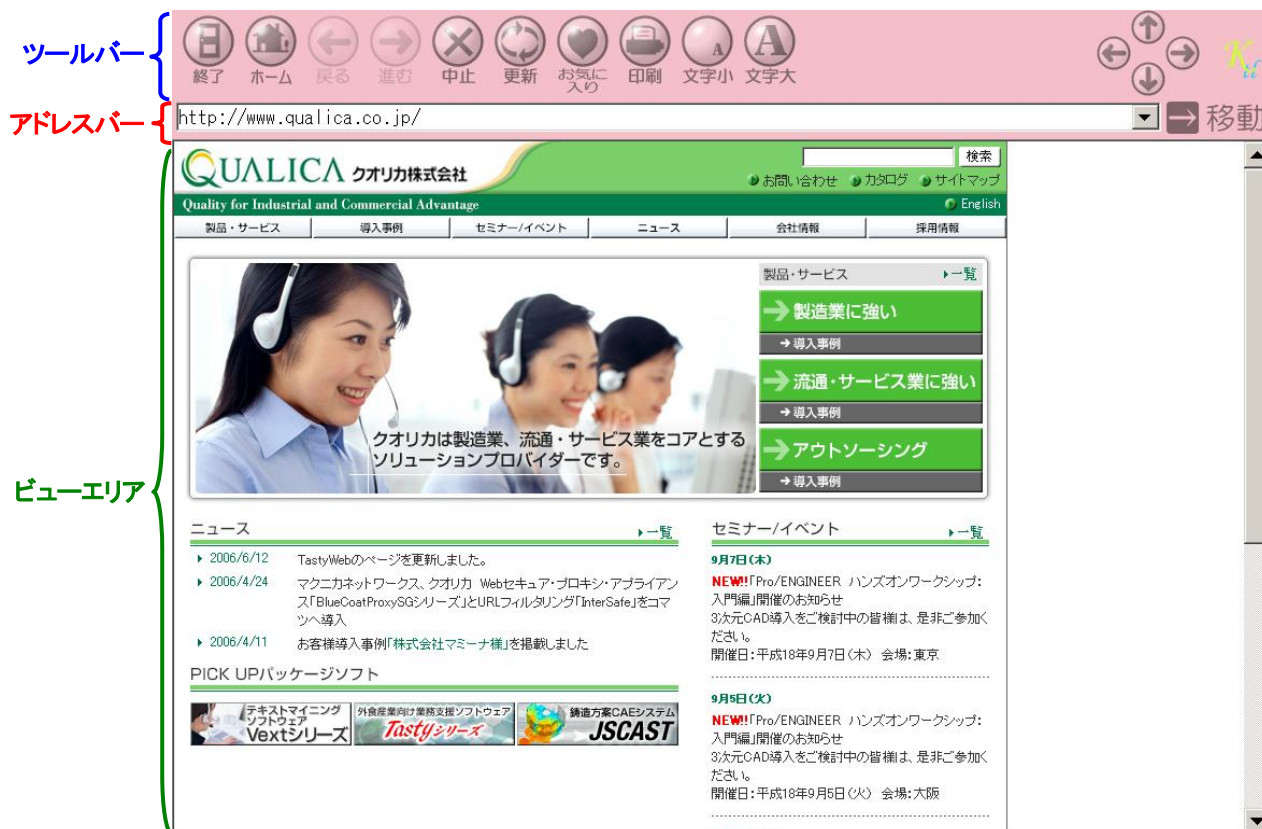 ツールバー
終了 ホーム 戻る 進む 中止 更新 お気に入り 印刷 文字小 文字大
アドレスバー
http://www.qualica.co.jp/
移動
QUALICA クオリカ株式会社
検索
お問い合わせ カタログ サイトマップ
Quality for Industrial and Commercial Advantage
English
製品・サービス 導入事例 セミナー/イベント ニュース 会社情報 採用情報
製品・サービス 一覧
製造業に強い
導入事例
流通・サービス業に強い
導入事例
アウトソーシング
導入事例
クオリカは製造業、流通・サービス業をコアとする
ソリューションプロバイダーです。
ビューエリア
ニュース 一覧
2006/6/12 TastyWebのページを更新しました。
2006/4/24 マクニカネットワークス、クオリカ Webセキュア・プロキシ・アプライアン
ス「BlueCoatProxySGシリーズ」とURLフィルタリング「InterSafe」をコマ
ツへ導入
2006/4/11 お客様導入事例「株式会社マミーナ様」を掲載しました
PICK UPパッケージソフト
テキストマイニング
ソフトウェア
Vextシリーズ
外食産業向け業務支援ソフトウェア
Tastyシリーズ
鋳造方案CAEシステム
JSCAST
セミナー/イベント 一覧
9月7日(木)
NEW!!「Pro/ENGINEER ハンズオンワークシップ:
入門編」開催のお知らせ
3次元CAD導入をご検討中の皆様は、是非ご参加く
ださい。
開催日:平成18年9月7日(木) 会場:東京
9月5日(火)
NEW!!「Pro/ENGINEER ハンズオンワークシップ:
入門編」開催のお知らせ
3次元CAD導入をご検討中の皆様は、是非ご参加く
ださい。
開催日:平成18年9月5日(火) 会場:大阪